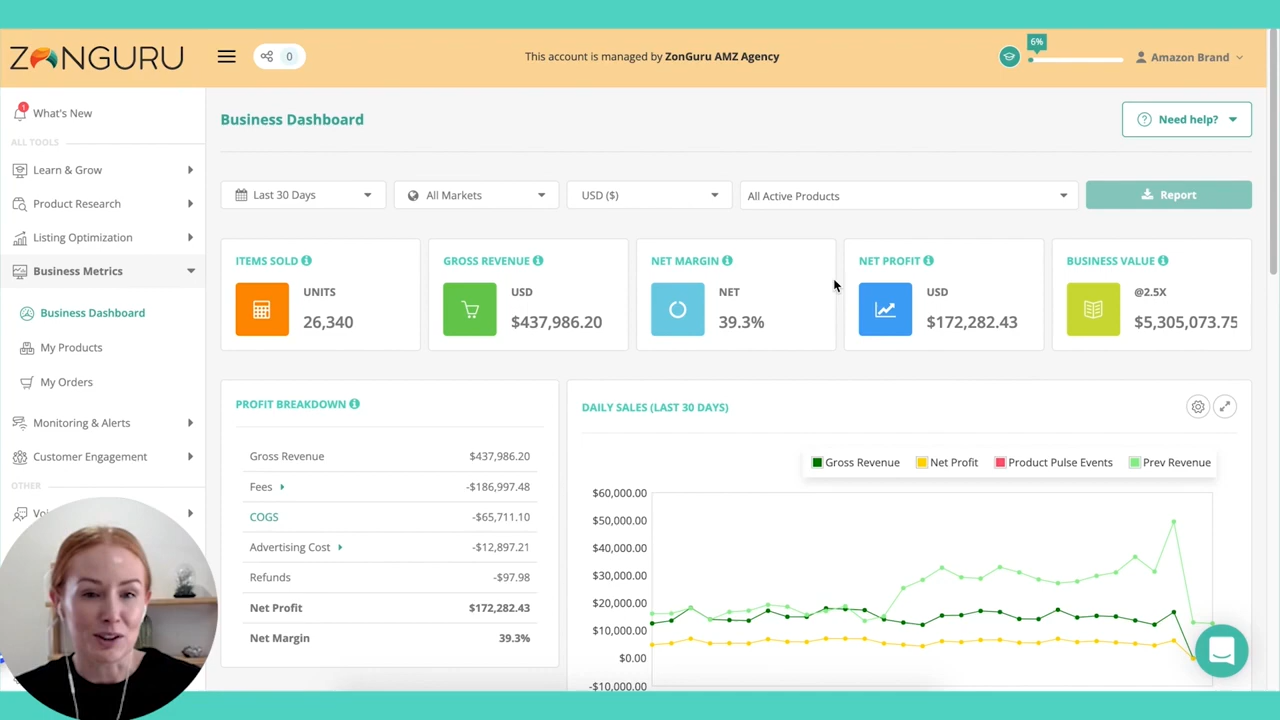 ZONGURU
0
This account is managed by ZonGuru AMZ Agency
6%
Amazon Brand
1
What's New
ALL TOOLS
Learn & Grow
Product Research
Listing Optimization
Business Metrics
Business Dashboard
My Products
My Orders
Monitoring & Alerts
Customer Engagement
OTHER
Business Dashboard
Need help?
Last 30 Days
All Markets
USD ($)
All Active Products
Report
ITEMS SOLD
UNITS
26,340
GROSS REVENUE
USD
$437,986.20
NET MARGIN
NET
39.3%
NET PROFIT
USD
$172,282.43
BUSINESS VALUE
@2.5X
$5,305,073.75
PROFIT BREAKDOWN
Gross Revenue $437,986.20
Fees -$186,997.48
COGS -$65,711.10
Advertising Cost -$12,897.21
Refunds -$97.98
Net Profit $172,282.43
Net Margin 39.3%
DAILY SALES (LAST 30 DAYS)
Gross Revenue Net Profit Product Pulse Events Prev Revenue
$60,000.00
$50,000.00
$40,000.00
$30,000.00
$20,000.00
$10,000.00
$0.00
-$10,000.00